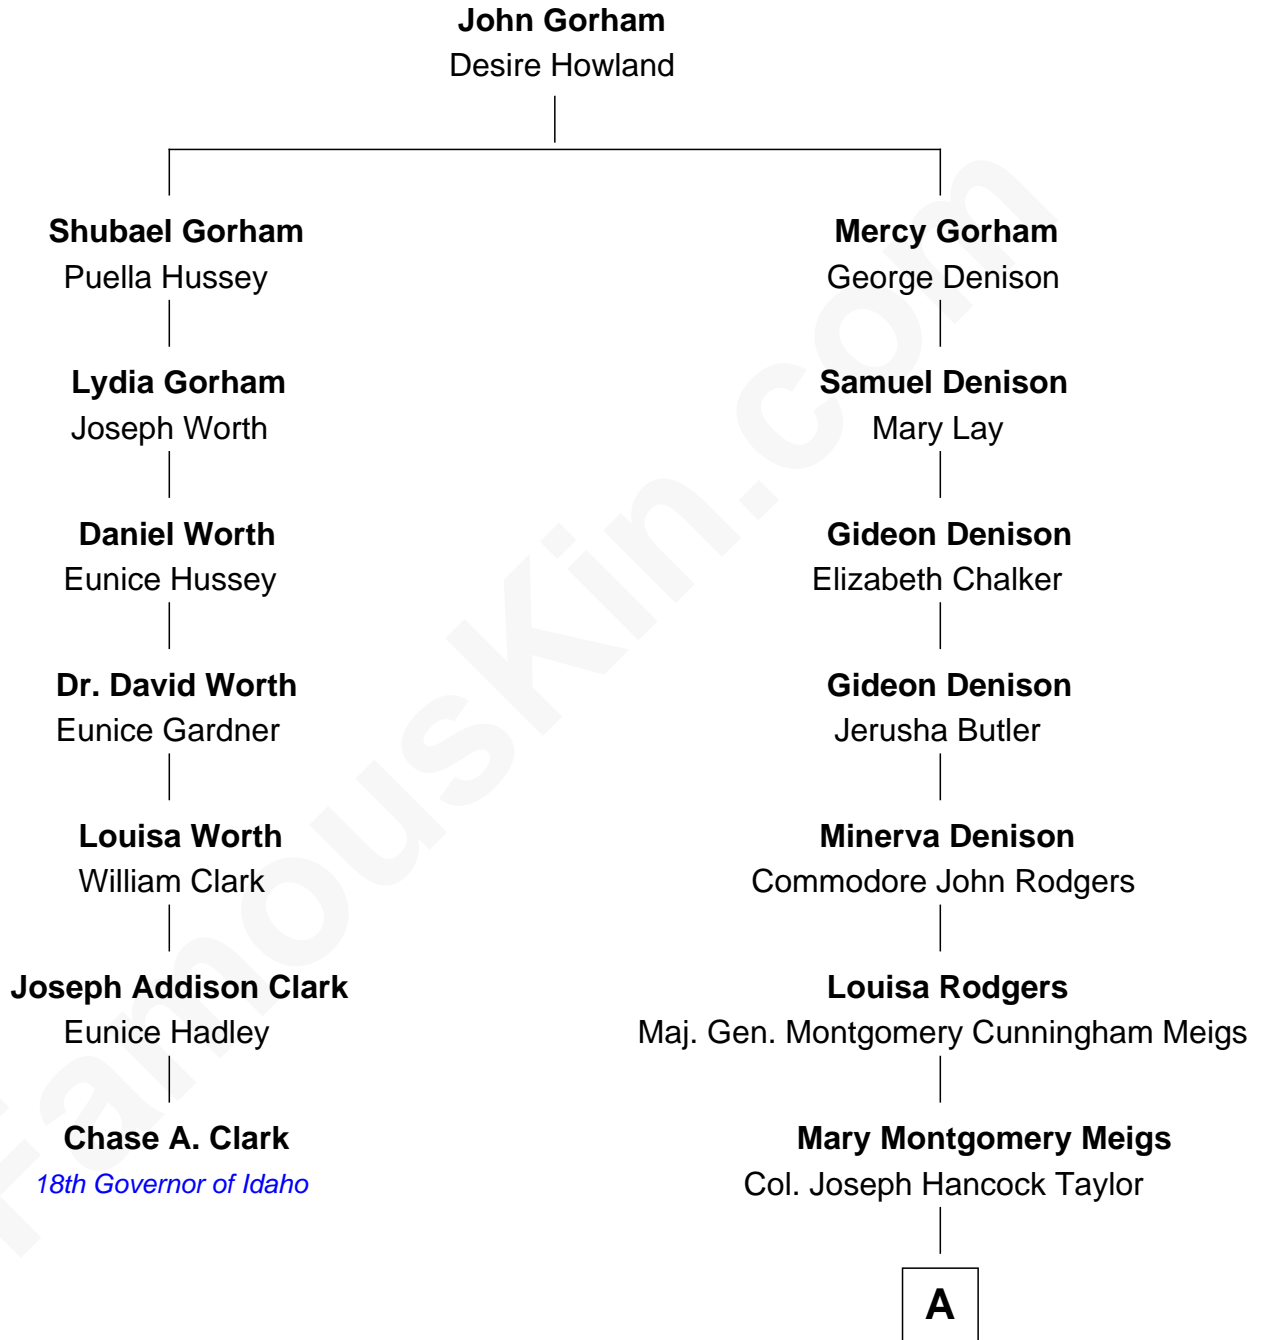 John Gorham
Desire Howland
Shubael Gorham
Puella Hussey
Mercy Gorham
George Denison
Lydia Gorham
Joseph Worth
Samuel Denison
Mary Lay
Daniel Worth
Eunice Hussey
Gideon Denison
Elizabeth Chalker
Dr. David Worth
Eunice Gardner
Gideon Denison
Jerusha Butler
Louisa Worth
William Clark
Minerva Denison
Commodore John Rodgers
Joseph Addison Clark
Eunice Hadley
Louisa Rodgers
Maj. Gen. Montgomery Cunningham Meigs
Chase A. Clark
18th Governor of Idaho
Mary Montgomery Meigs
Col. Joseph Hancock Taylor
A
FamousKin.com